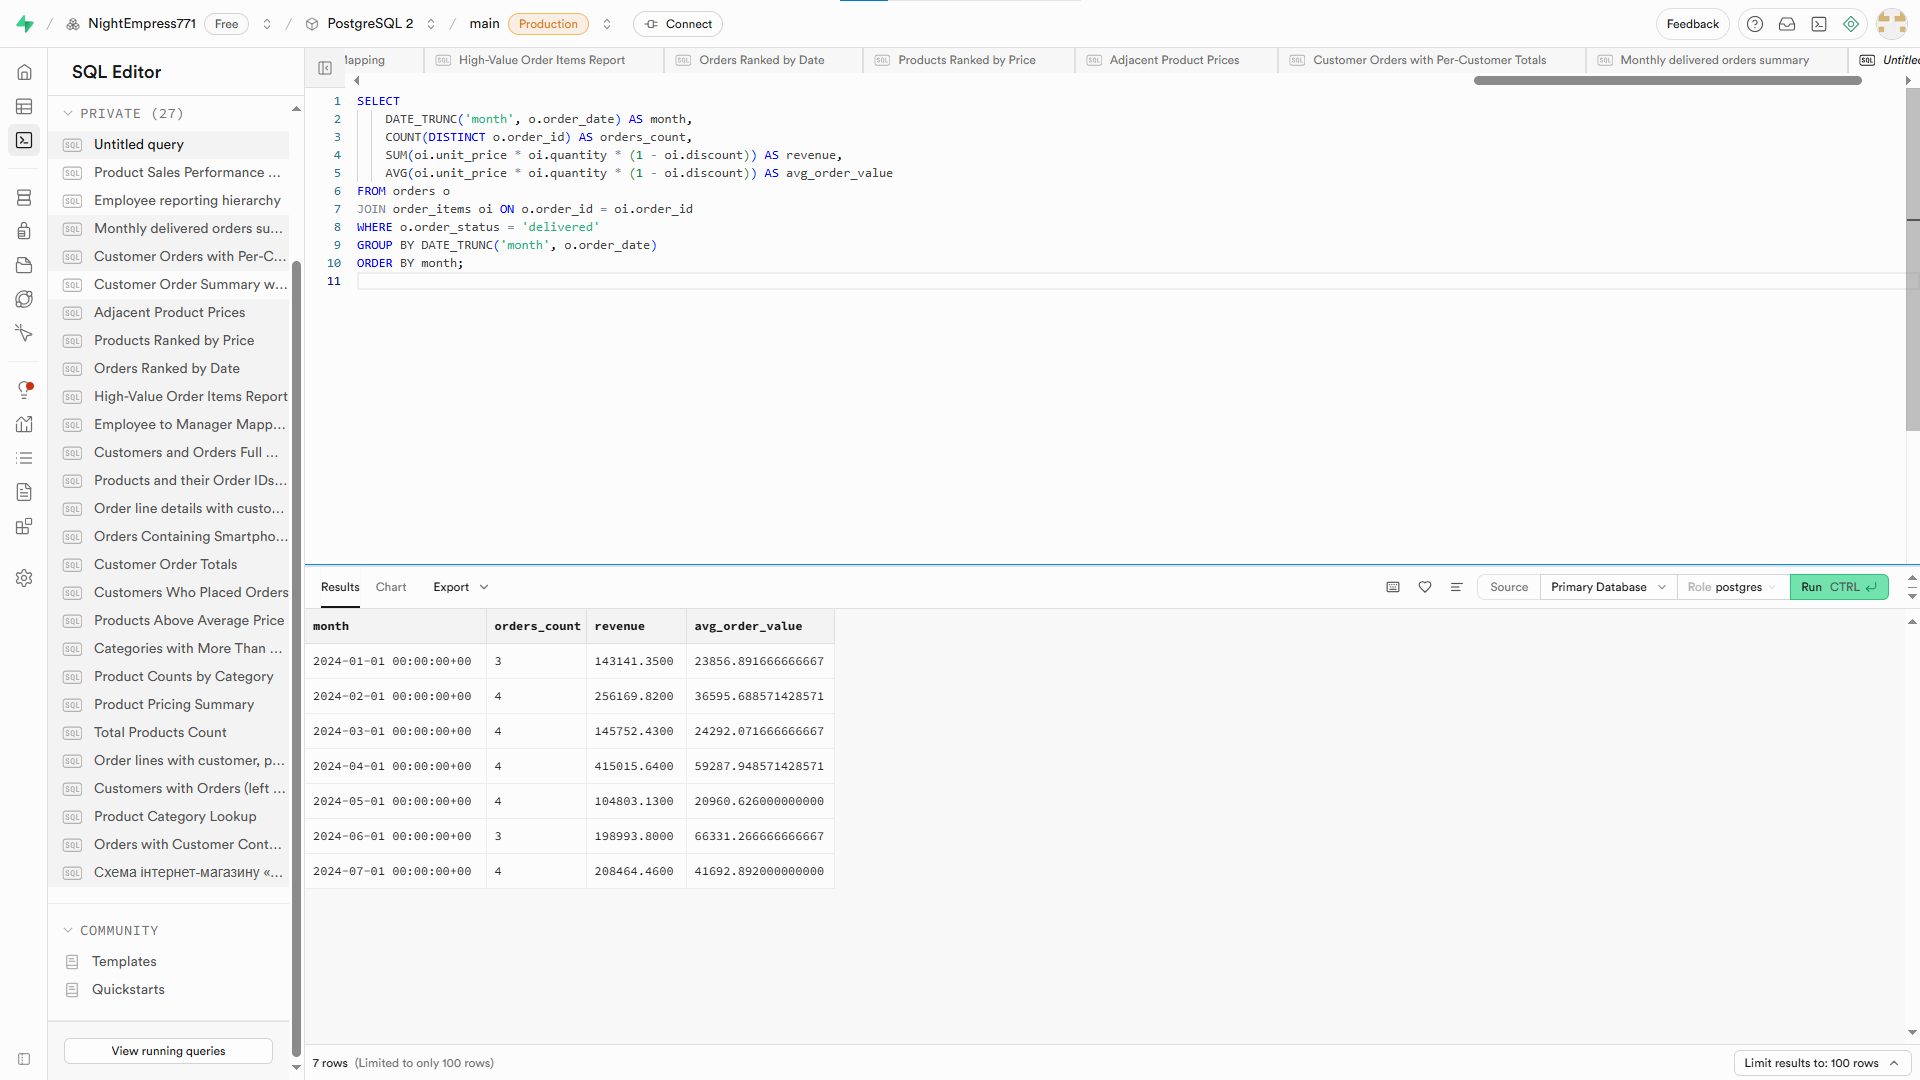 NightEmpress771 Free / PostgreSQL 2 / main Production Connect Feedback
SQL Editor
PRIVATE (27)
Untitled query
Product Sales Performance ...
Employee reporting hierarchy
Monthly delivered orders su...
Customer Orders with Per-C...
Customer Order Summary w...
Adjacent Product Prices
Products Ranked by Price
Orders Ranked by Date
High-Value Order Items Report
Employee to Manager Mapp...
Customers and Orders Full ...
Products and their Order IDs...
Order line details with custo...
Orders Containing Smartpho...
Customer Order Totals
Customers Who Placed Orders
Products Above Average Price
Categories with More Than ...
Product Counts by Category
Product Pricing Summary
Total Products Count
Order lines with customer, p...
Customers with Orders (left ...
Product Category Lookup
Orders with Customer Cont...
Схема інтернет-магазину «...
COMMUNITY
Templates
Quickstarts
View running queries
High-Value Order Items Report Orders Ranked by Date Products Ranked by Price Adjacent Product Prices Customer Orders with Per-Customer Totals Monthly delivered orders summary
1 SELECT
2 DATE_TRUNC('month', o.order_date) AS month,
3 COUNT(DISTINCT o.order_id) AS orders_count,
4 SUM(oi.unit_price * oi.quantity * (1 - oi.discount)) AS revenue,
5 AVG(oi.unit_price * oi.quantity * (1 - oi.discount)) AS avg_order_value
6 FROM orders o
7 JOIN order_items oi ON o.order_id = oi.order_id
8 WHERE o.order_status = 'delivered'
9 GROUP BY DATE_TRUNC('month', o.order_date)
10 ORDER BY month;
11
Results Chart Export Source Primary Database Role postgres Run CTRL
month orders_count revenue avg_order_value
2024-01-01 00:00:00+00 3 143141.3500 23856.891666666667
2024-02-01 00:00:00+00 4 256169.8200 36595.688571428571
2024-03-01 00:00:00+00 4 145752.4300 24292.071666666667
2024-04-01 00:00:00+00 4 415015.6400 59287.948571428571
2024-05-01 00:00:00+00 4 104803.1300 20960.626000000000
2024-06-01 00:00:00+00 3 198993.8000 66331.266666666667
2024-07-01 00:00:00+00 4 208464.4600 41692.892000000000
7 rows (Limited to only 100 rows) Limit results to: 100 rows